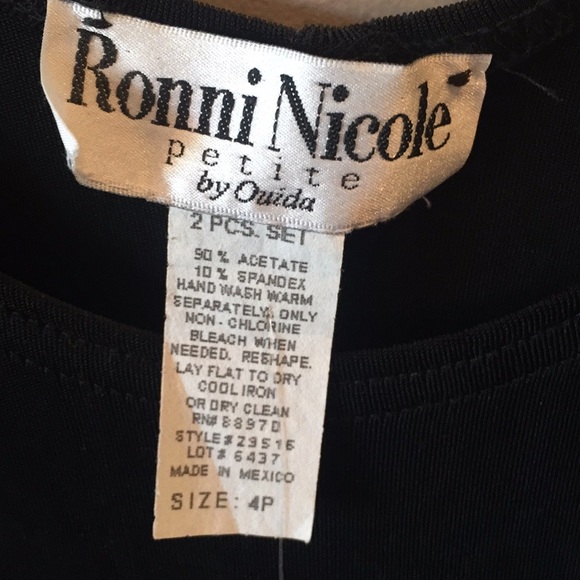 Ronni Nicole
petite
by Ouida
2 PCS. SET
90% ACETATE
10% SPANDEX
HAND WASH WARM
SEPARATELY. ONLY
NON-CHLORINE
BLEACH WHEN
NEEDED. RESHAPE.
LAY FLAT TO DRY
COOL IRON
OR DRY CLEAN
RN# 88970
STYLE# 29516
LOT# 6437
MADE IN MEXICO
SIZE: 4P